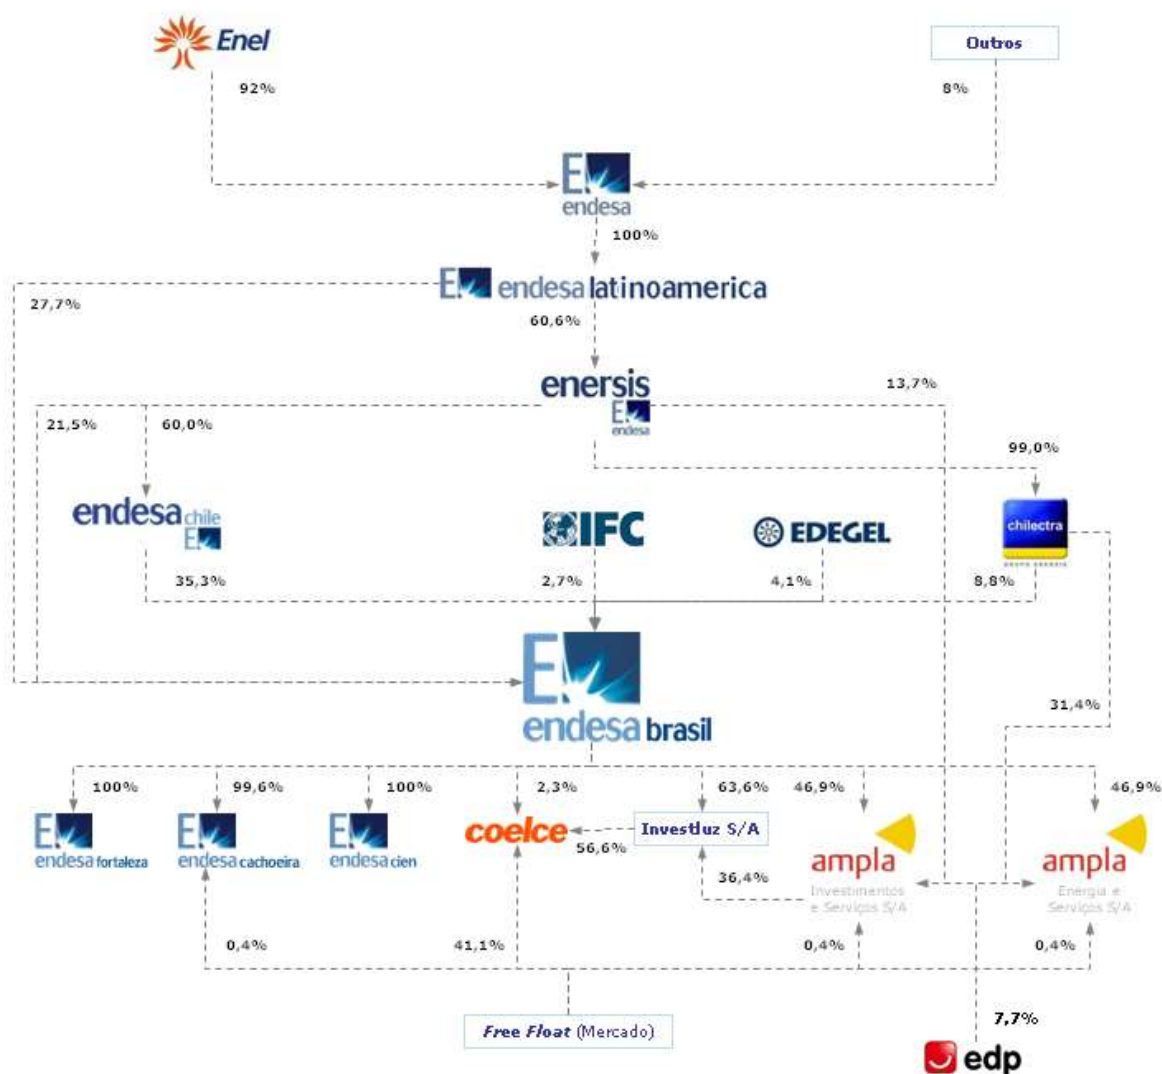 Enel
Outros
92%
8%
endesa
100%
endesa latinoamerica
27,7%
60,6%
enersis
endesa
13,7%
21,5%
60,0%
99,0%
endesa chile
IFC
EDEGEL
chilectra
GRUPO ENERSIS
35,3%
2,7%
4,1%
8,8%
endesa brasil
31,4%
100%
99,6%
100%
2,3%
63,6%
46,9%
46,9%
endesa fortaleza
endesa cachoeira
endesa cien
coelce
Investluz S/A
56,6%
36,4%
ampla
Investimentos
e Serviços S/A
ampla
Energia e
Serviços S/A
0,4%
41,1%
0,4%
0,4%
Free Float (Mercado)
7,7%
edp